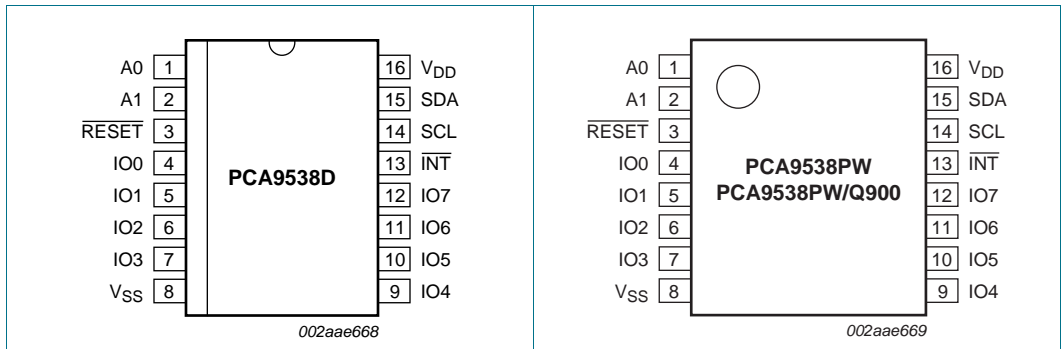 A0 1 16 VDD
A1 2 15 SDA
RESET 3 14 SCL
IO0 4 13 INT
PCA9538D
IO1 5 12 IO7
IO2 6 11 IO6
IO3 7 10 IO5
VSS 8 9 IO4
002aae668
A0 1 16 VDD
A1 2 15 SDA
RESET 3 14 SCL
IO0 4 13 INT
PCA9538PW
PCA9538PW/Q900
IO1 5 12 IO7
IO2 6 11 IO6
IO3 7 10 IO5
VSS 8 9 IO4
002aae669